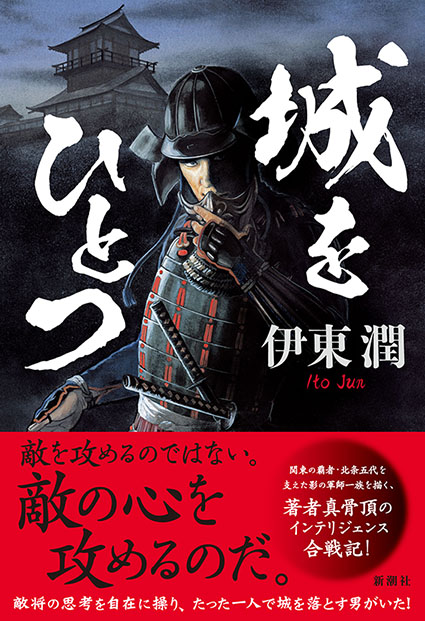 城を
ひとつ
伊東 潤
Ito Jun
敵を攻めるのではない。
敵の心を
攻めるのだ。
関東の覇者・北条五代を
支えた影の軍師一族を描く、
著者真骨頂の
インテリジェンス
合戦記！
新潮社
敵将の思考を自在に操り、たった一人で城を落とす男がいた！